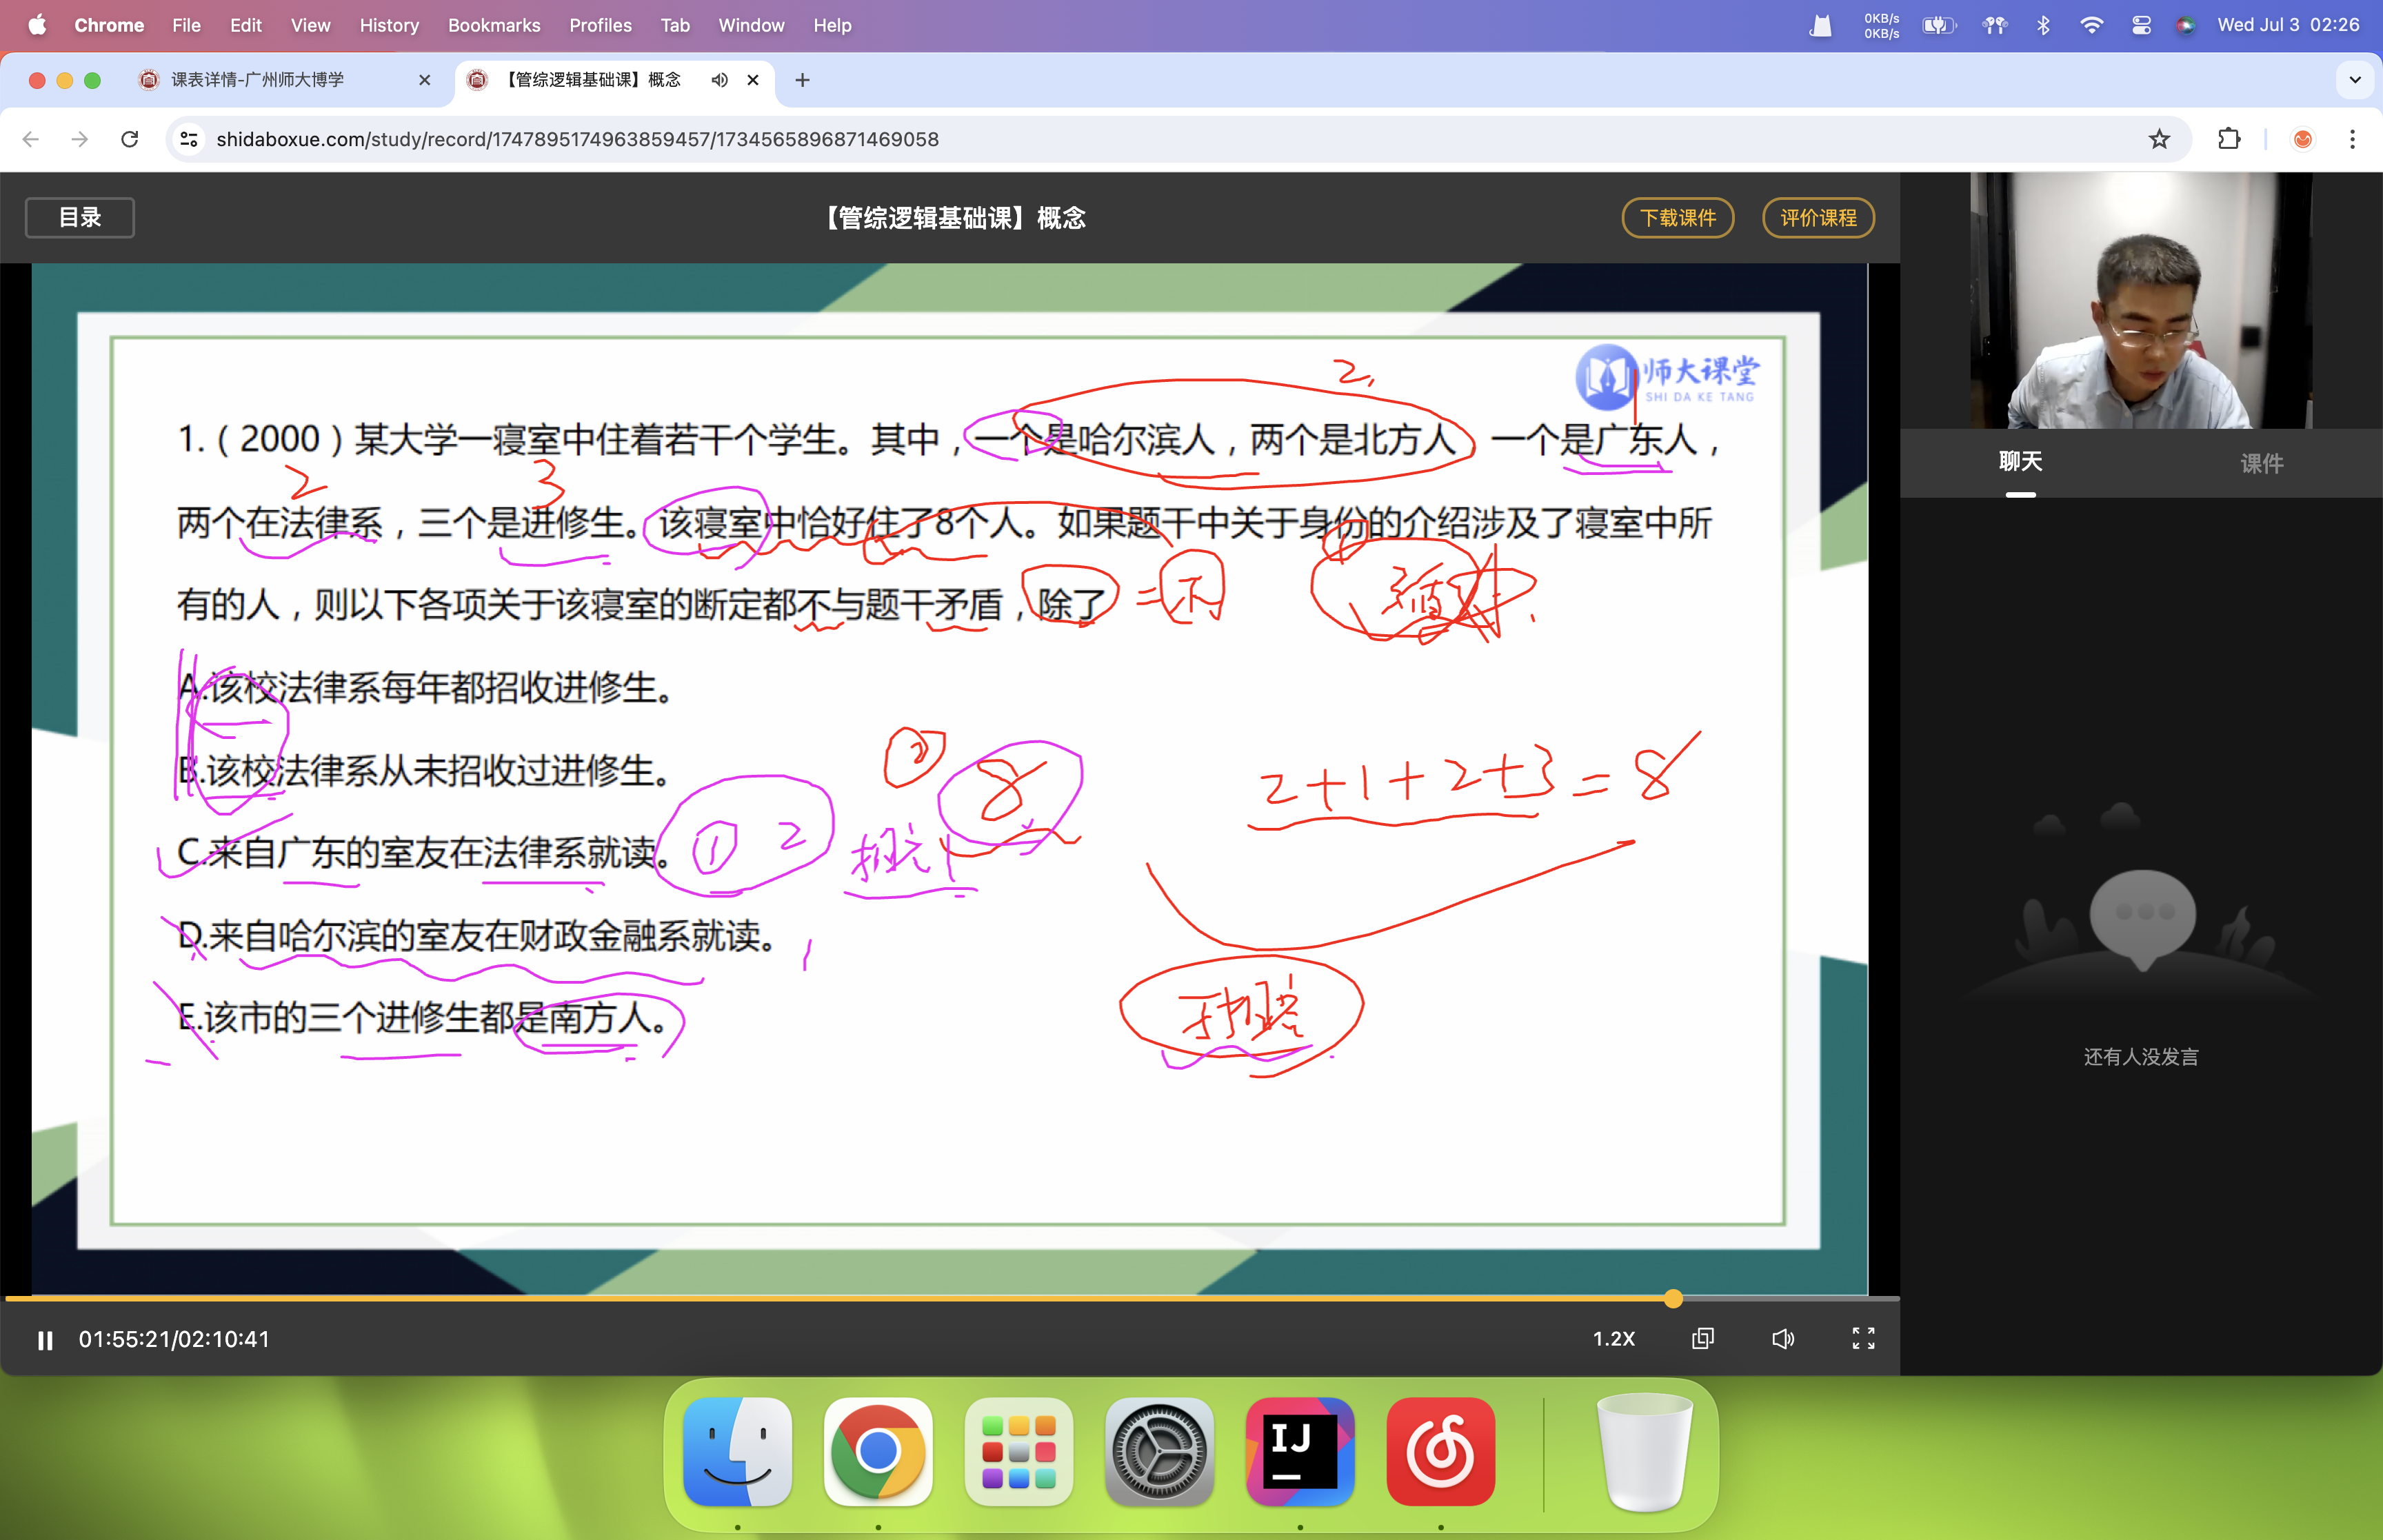 Chrome File Edit View History Bookmarks Profiles Tab Window Help
0KB/s
0KB/s
Wed Jul 3 02:26
课表详情-广州师大博学
【管综逻辑基础课】概念
shidaboxue.com/study/record/1747895174963859457/1734565896871469058
目录
【管综逻辑基础课】概念
下载课件
评价课程
师大课堂
SHI DA KE TANG
2
1.（2000）某大学一寝室中住着若干个学生。其中，一个是哈尔滨人，两个是北方人 一个是广东人，
2 3
两个在法律系，三个是进修生。该寝室中恰好住了8个人。如果题干中关于身份的介绍涉及了寝室中所
有的人，则以下各项关于该寝室的断定都不与题干矛盾，除了
=不
A.该校法律系每年都招收进修生。
B.该校法律系从未招收过进修生。
② 8
2+1+2+3=8
C.来自广东的室友在法律系就读。
① 2
D.来自哈尔滨的室友在财政金融系就读。
E.该市的三个进修生都是南方人。
聊天
课件
还有人没发言
01:55:21/02:10:41
1.2X
IJ